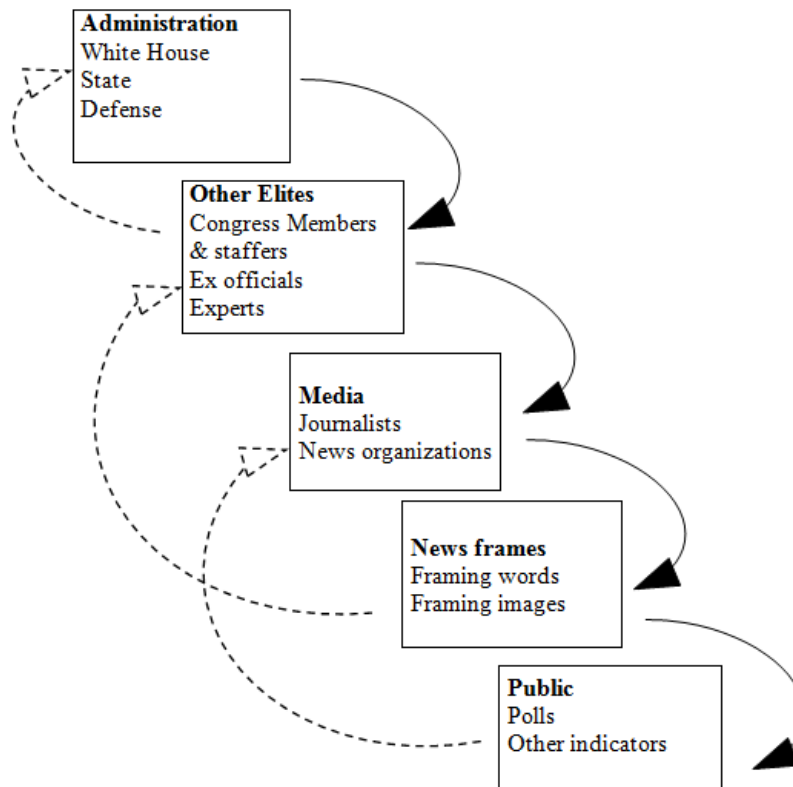 Administration
White House
State
Defense
Other Elites
Congress Members
& staffers
Ex officials
Experts
Media
Journalists
News organizations
News frames
Framing words
Framing images
Public
Polls
Other indicators